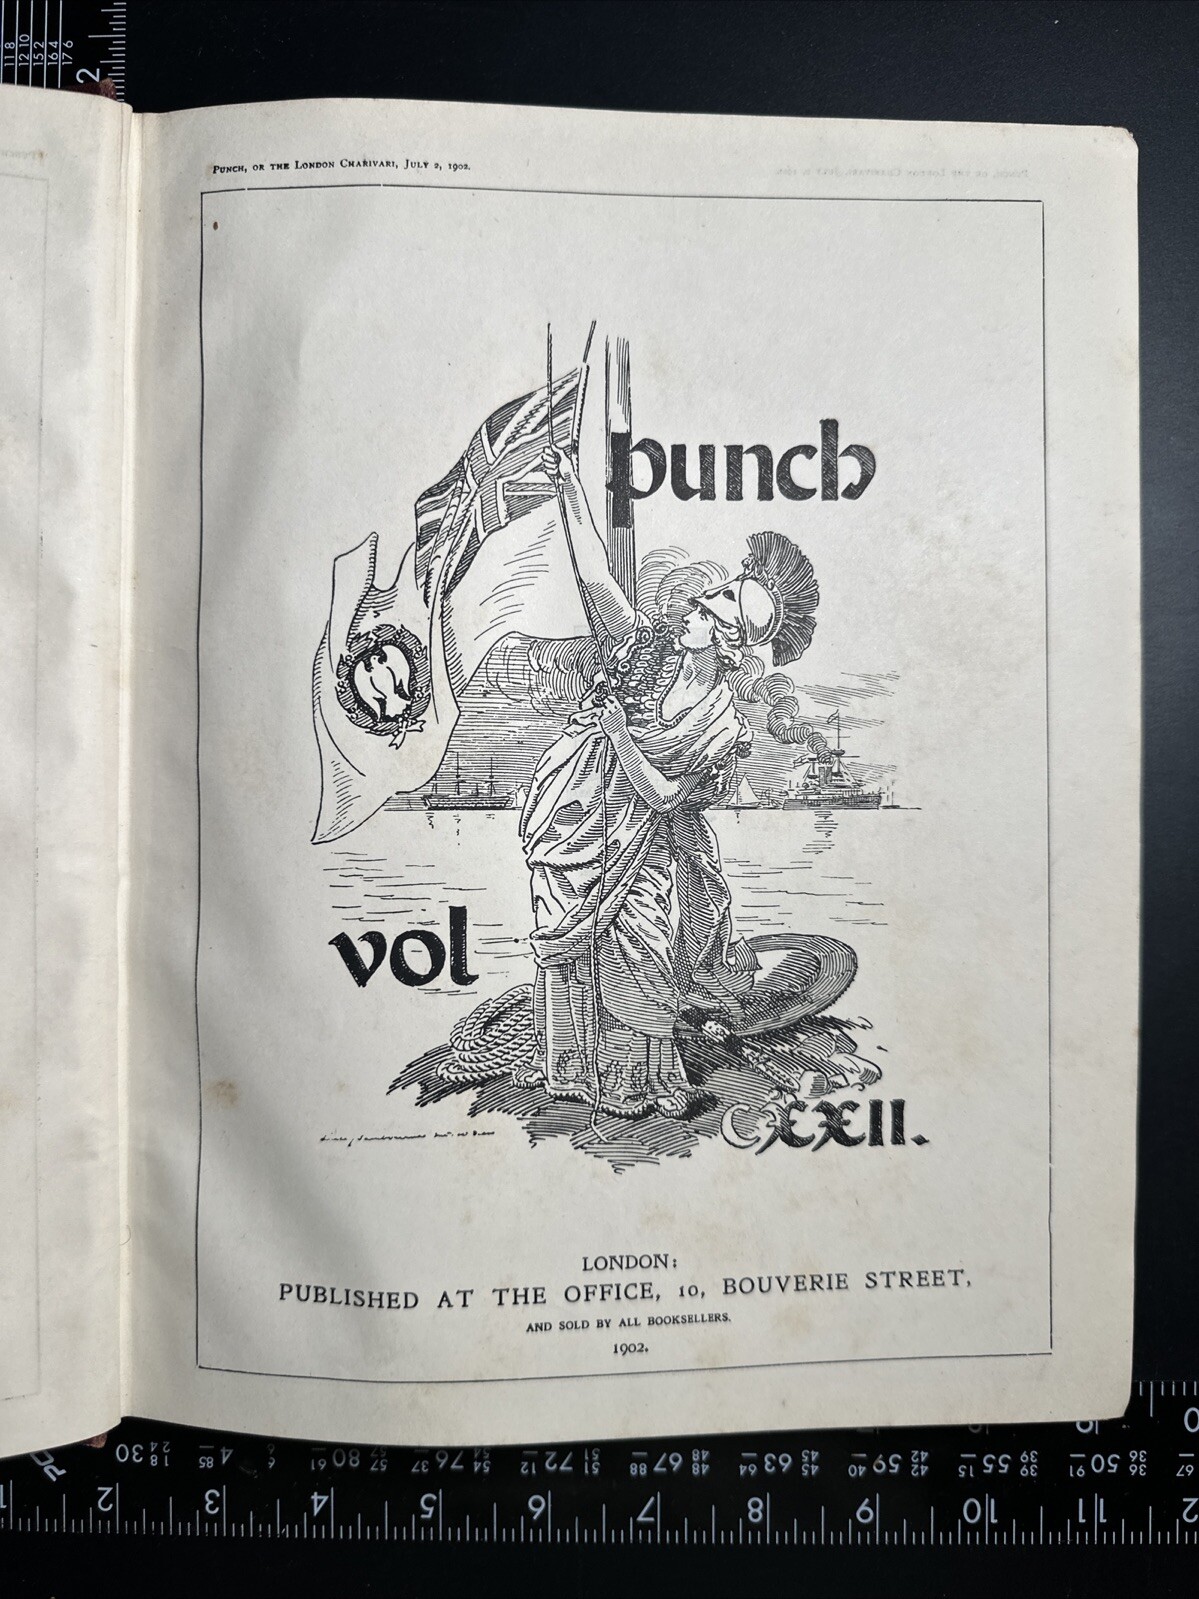 PUNCH, OR THE LONDON CHARIVARI, JULY 2, 1902.
punch
vol
CXXII.
LONDON:
PUBLISHED AT THE OFFICE, 10, BOUVERIE STREET,
AND SOLD BY ALL BOOKSELLERS.
1902.